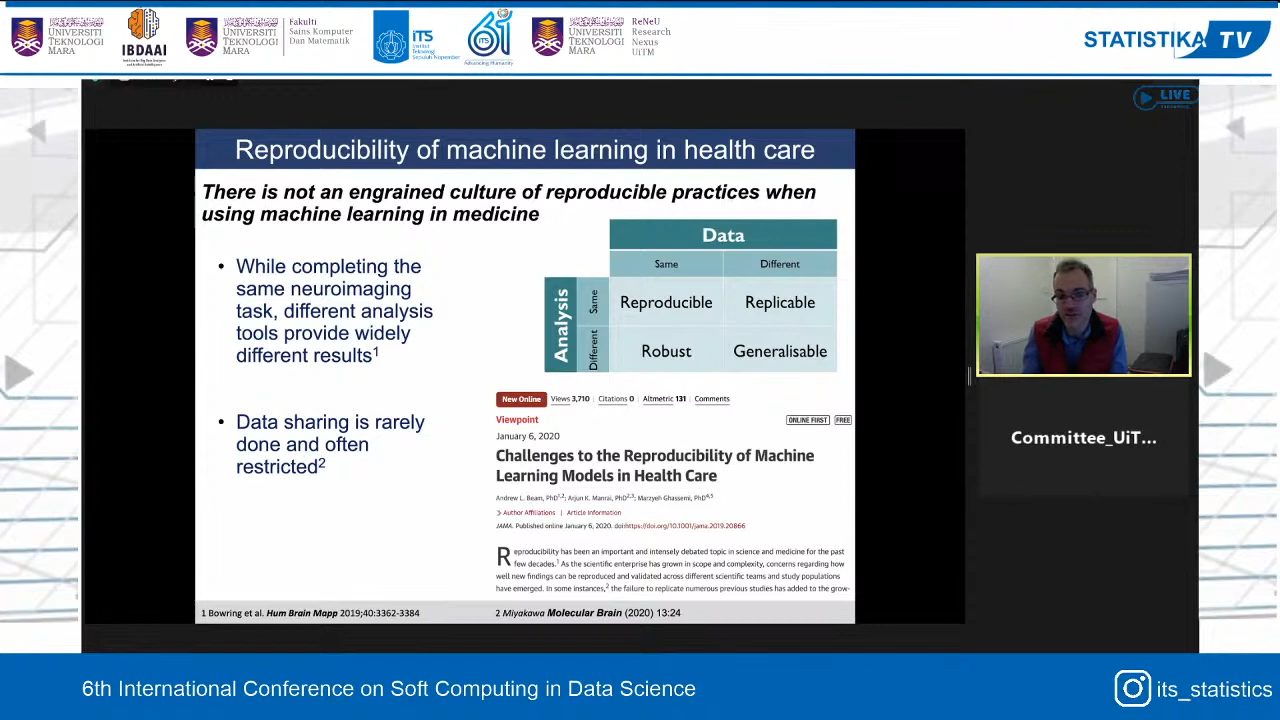 UNIVERSITI
TEKNOLOGI
MARA
IBDAAI
UNIVERSITI
TEKNOLOGI
MARA
Fakulti
Sains Komputer
Dan Matematik
ITS
Institut
Teknologi
Sepuluh Nopember
ITS
Advancing Humanity
UNIVERSITI
TEKNOLOGI
MARA
ReNeU
Research
Nexus
UiTM
STATISTIKA TV
LIVE
Reproducibility of machine learning in health care
There is not an engrained culture of reproducible practices when
using machine learning in medicine
• While completing the
same neuroimaging
task, different analysis
tools provide widely
different results1
• Data sharing is rarely
done and often
restricted2
Data
Same Different
Analysis
Same Reproducible Replicable
Different Robust Generalisable
New Online Views 3,710 | Citations 0 | Altmetric 131 | Comments
Viewpoint
ONLINE FIRST FREE
January 6, 2020
Challenges to the Reproducibility of Machine
Learning Models in Health Care
Andrew L. Beam, PhD1,2; Arjun K. Manrai, PhD2,3; Marzyeh Ghassemi, PhD4,5
> Author Affiliations | Article Information
JAMA. Published online January 6, 2020. doi:https://doi.org/10.1001/jama.2019.20866
Reproducibility has been an important and intensely debated topic in science and medicine for the past
few decades.1 As the scientific enterprise has grown in scope and complexity, concerns regarding how
well new findings can be reproduced and validated across different scientific teams and study populations
have emerged. In some instances,2 the failure to replicate numerous previous studies has added to the grow-
1 Bowring et al. Hum Brain Mapp 2019;40:3362-3384
2 Miyakawa Molecular Brain (2020) 13:24
Committee_UiT...
6th International Conference on Soft Computing in Data Science
its_statistics